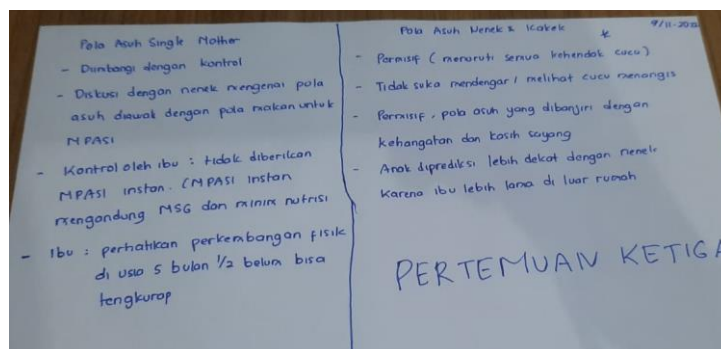 Pola Asuh Single Mother
- Diimbangi dengan kontrol
- Diskusi dengan nenek mengenai pola
asuh diawak dengan pola makan untuk
MPASI
- Kontrol oleh ibu : tidak diberikan
MPASI instan. (MPASI instan
mengandung MSG dan minim nutrisi
- Ibu : perhatikan perkembangan fisik
di usia 5 bulan 1/2 belum bisa
tengkurap
Pola Asuh Nenek & Kakek
- Permisif ( menuruti semua kehendak cucu )
- Tidak suka mendengar / melihat cucu menangis
- Permisif, pola asuh yang dibanjiri dengan
kehangatan dan kasih sayang
- Anak diprediksi lebih dekat dengan nenek
karena ibu lebih lama di luar rumah
PERTEMUAN KETIGA